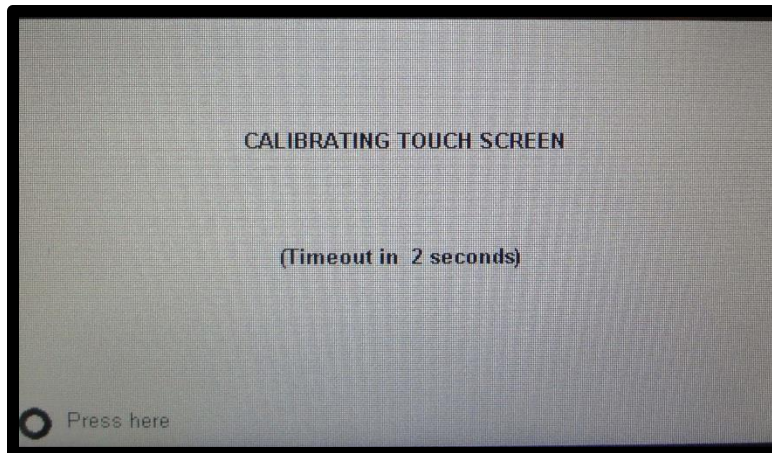 CALIBRATING TOUCH SCREEN
(Timeout in  2 seconds)
Press here